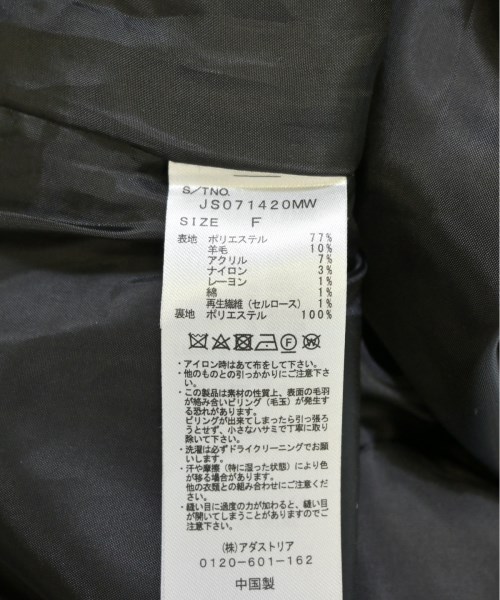 S/TNO.
JS071420MW
SIZE F
表地 ポリエステル 77%
羊毛 10%
アクリル 7%
ナイロン 3%
レーヨン 1%
綿 1%
再生繊維（セルロース） 1%
裏地 ポリエステル 100%
・アイロン時はあて布をして下さい。
・他のものとの引っかかりにご注意下さ
い。
・この製品は素材の性質上、表面の毛羽
が絡み合いピリング（毛玉）が発生す
る恐れがあります。
ピリングが出来てしまったら引っ張ろ
うとせず、小さなハサミで丁寧に取り
除いて下さい。
・洗濯は必ずドライクリーニングでお願
いします。
・汗や摩擦（特に湿った状態）により色
が移る場合があります。
他の衣類との組み合わせにご注意くだ
さい。
・縫い目に過度の力が加わると、縫い目が
開いてしまうことがありますのでご
注意下さい。
(株)アダストリア
0120-601-162
中国製